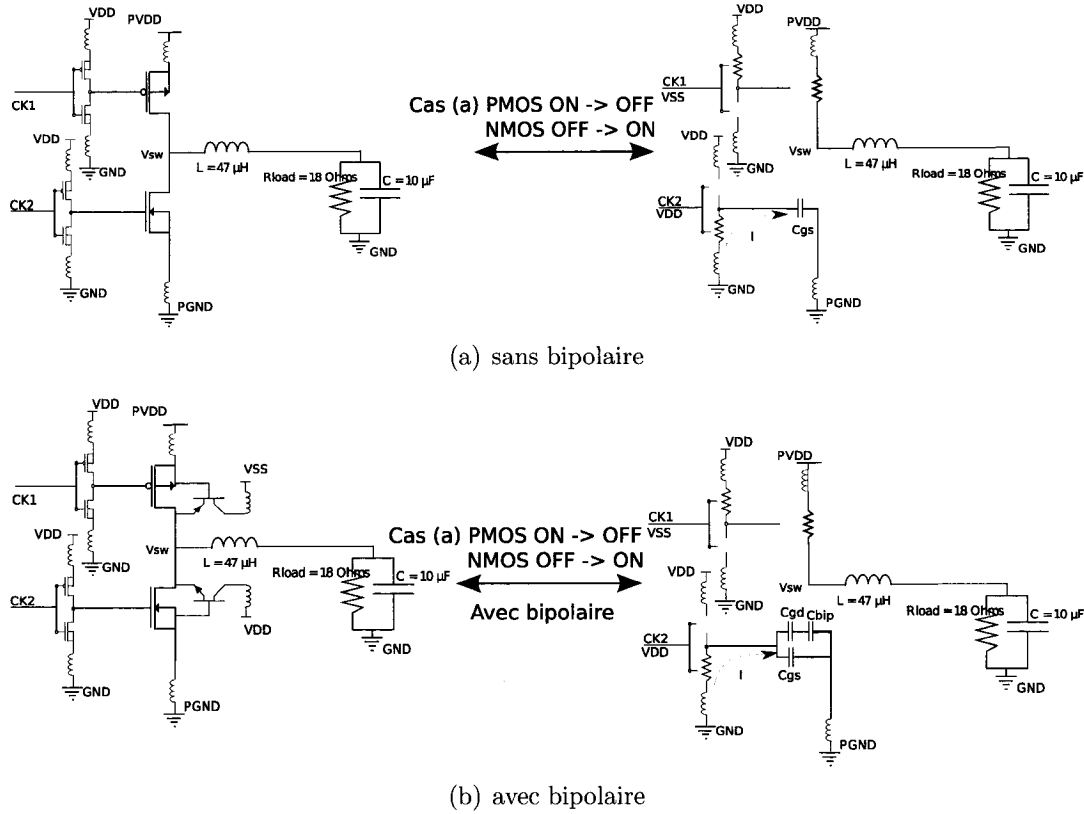 VDD
PVDD
CK1
VDD
GND
Vsw
L = 47 µH
Rload = 18 Ohms
C = 10 µF
CK2
GND
GND
PGND
Cas (a) PMOS ON -> OFF
NMOS OFF -> ON
VDD
PVDD
CK1
VSS
VDD
GND
Vsw
L = 47 µH
Rload = 18 Ohms
C = 10 µF
CK2
VDD
I
Cgs
GND
GND
PGND
(a) sans bipolaire
VDD
PVDD
VSS
CK1
VDD
GND
Vsw
L = 47 µH
Rload = 18 Ohms
C = 10 µF
CK2
VDD
GND
GND
PGND
Cas (a) PMOS ON -> OFF
NMOS OFF -> ON
Avec bipolaire
VDD
PVDD
CK1
VSS
VDD
GND
Vsw
L = 47 µH
Rload = 18 Ohms
C = 10 µF
Cgd Cbip
CK2
VDD
I
Cgs
GND
GND
PGND
(b) avec bipolaire